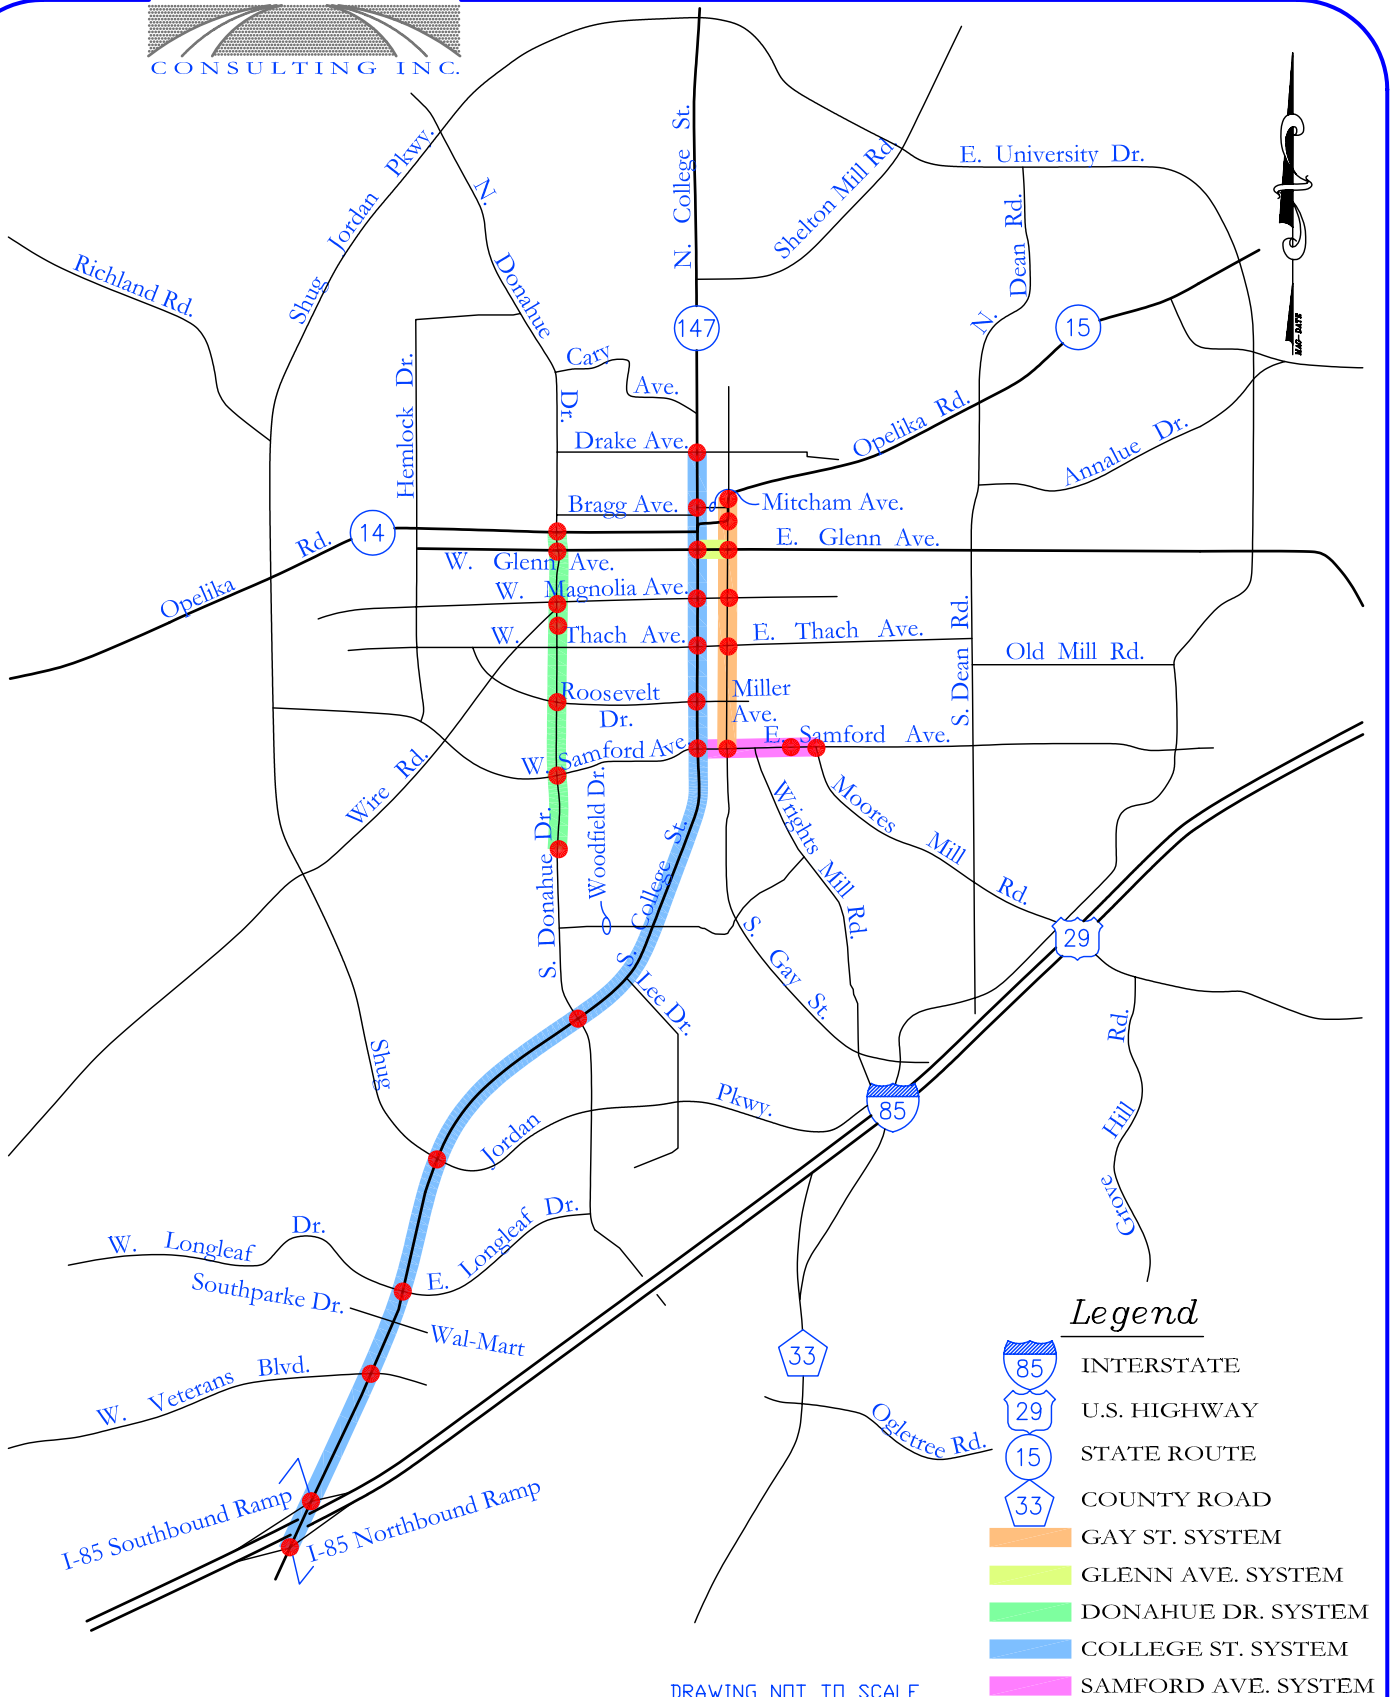 CONSULTING INC.
Shug Jordan Pkwy.
N. Donahue Dr.
N. College St.
Shelton Mill Rd.
E. University Dr.
N. Dean Rd.
Richland Rd.
147
15
MAG-DATE
Cary Ave.
Hemlock Dr.
Drake Ave.
Opelika Rd.
Annalue Dr.
Bragg Ave.
Mitcham Ave.
14
Opelika Rd.
E. Glenn Ave.
W. Glenn Ave.
W. Magnolia Ave.
W. Thach Ave.
E. Thach Ave.
S. Dean Rd.
Old Mill Rd.
Roosevelt Dr.
Miller Ave.
E. Samford Ave.
W. Samford Ave.
Wire Rd.
Woodfield Dr.
S. Donahue Dr.
S. College St.
Wrights Mill Rd.
Moores Mill Rd.
29
S. Gay St.
Lee Dr.
Shug Jordan Pkwy.
85
Grove Hill Rd.
W. Longleaf Dr.
E. Longleaf Dr.
Southparke Dr.
Wal-Mart
W. Veterans Blvd.
33
Ogletree Rd.
I-85 Southbound Ramp
I-85 Northbound Ramp
Legend
85 INTERSTATE
29 U.S. HIGHWAY
15 STATE ROUTE
33 COUNTY ROAD
GAY ST. SYSTEM
GLENN AVE. SYSTEM
DONAHUE DR. SYSTEM
COLLEGE ST. SYSTEM
SAMFORD AVE. SYSTEM
DRAWING NOT TO SCALE